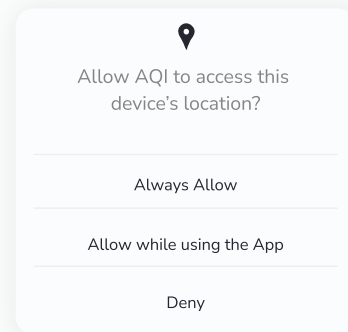 Allow AQI to access this
device's location?
Always Allow
Allow while using the App
Deny